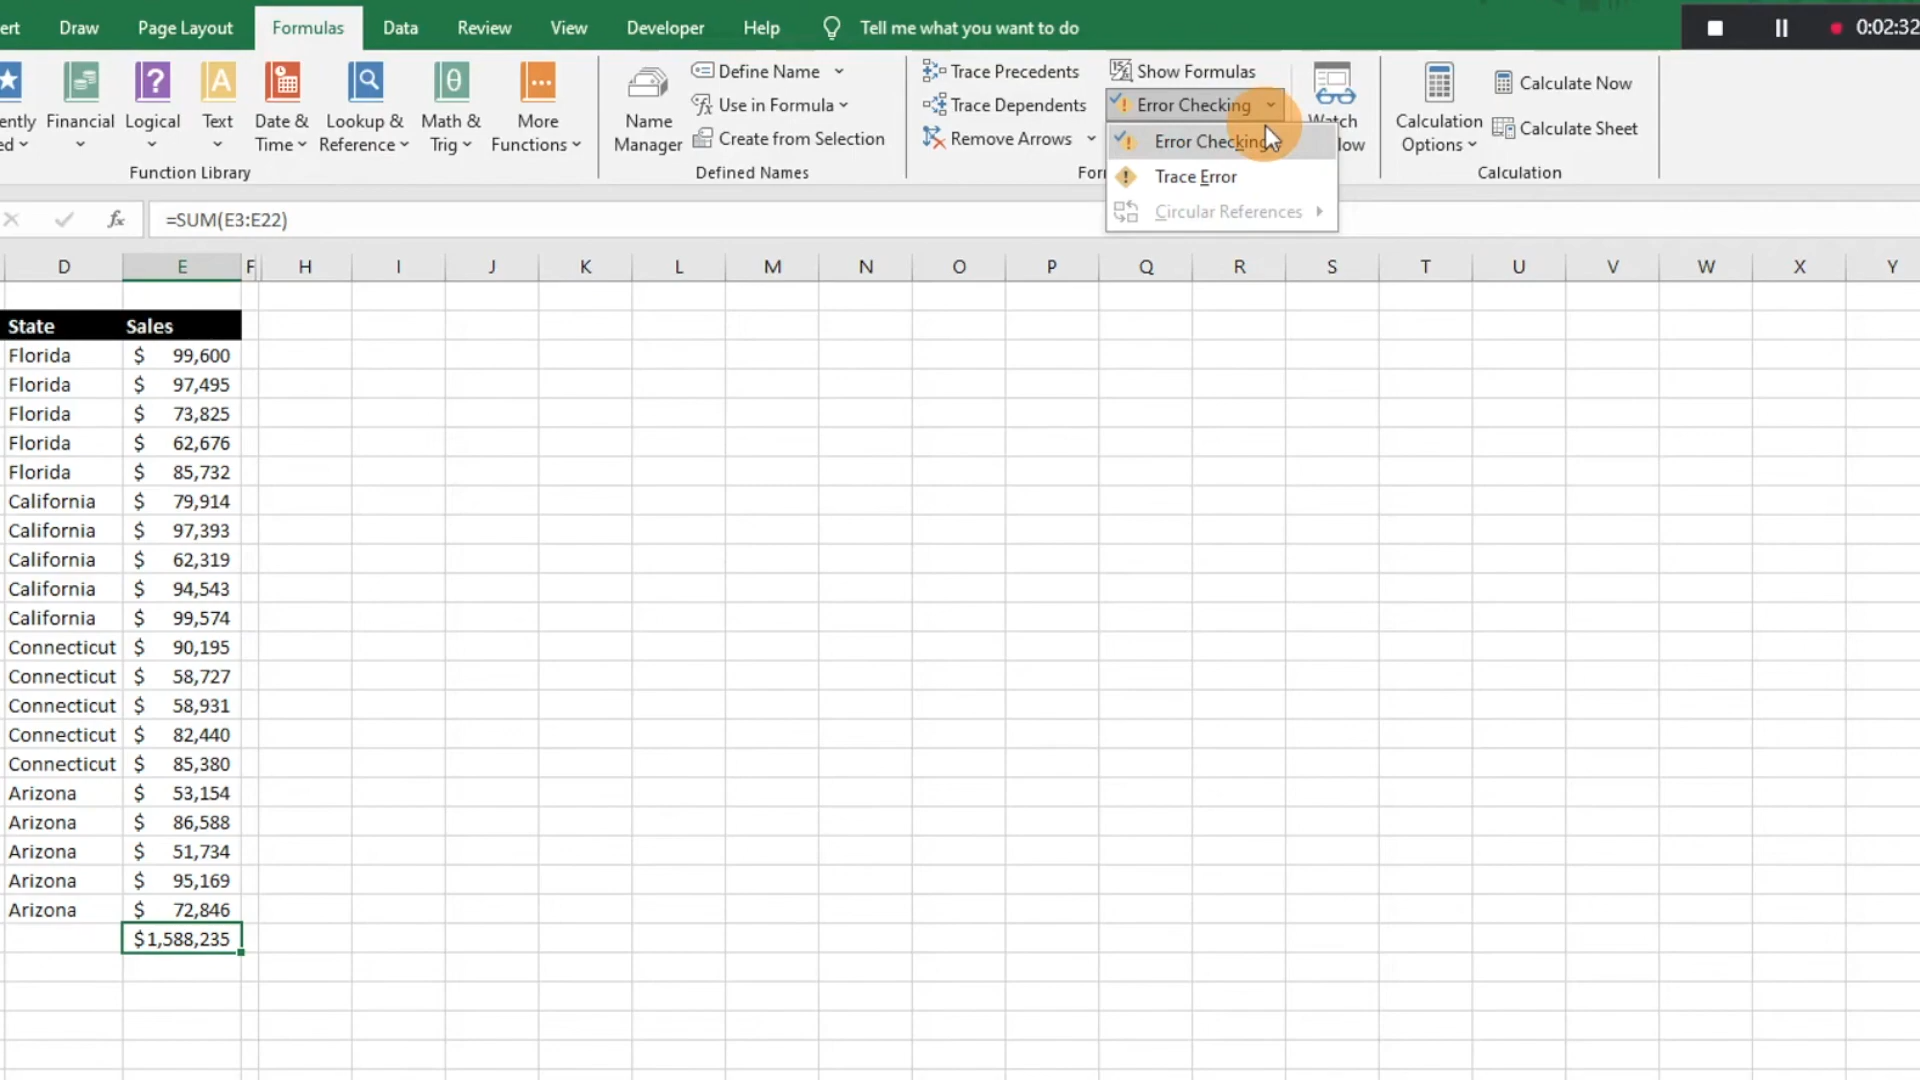 ert Draw Page Layout Formulas Data Review View Developer Help Tell me what you want to do 0:02:32
ently Financial Logical Text Date & Lookup & Math & More
ed Time Reference Trig Functions
Function Library
Name
Manager
Define Name
Use in Formula
Create from Selection
Defined Names
Trace Precedents
Trace Dependents
Remove Arrows
Show Formulas
Error Checking
Error Checking
Trace Error
Circular References
For
Watch
ow
Calculation
Options
Calculate Now
Calculate Sheet
Calculation
fx =SUM(E3:E22)
D E F H I J K L M N O P Q R S T U V W X Y
State Sales
Florida $ 99,600
Florida $ 97,495
Florida $ 73,825
Florida $ 62,676
Florida $ 85,732
California $ 79,914
California $ 97,393
California $ 62,319
California $ 94,543
California $ 99,574
Connecticut $ 90,195
Connecticut $ 58,727
Connecticut $ 58,931
Connecticut $ 82,440
Connecticut $ 85,380
Arizona $ 53,154
Arizona $ 86,588
Arizona $ 51,734
Arizona $ 95,169
Arizona $ 72,846
$1,588,235